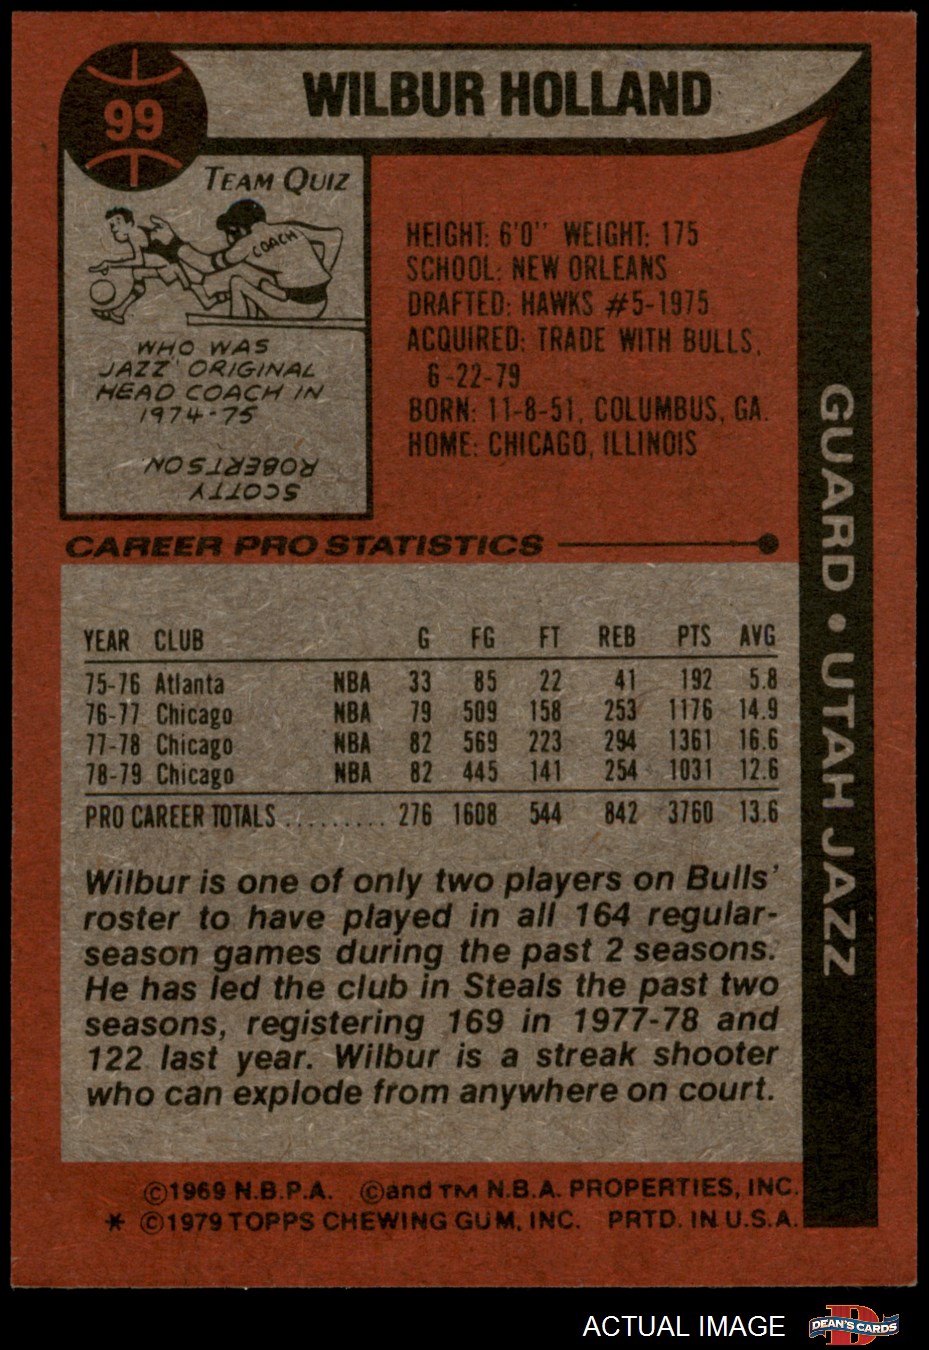 99
WILBUR HOLLAND
TEAM QUIZ
COACH
WHO WAS
JAZZ' ORIGINAL
HEAD COACH IN
1974-75
SCOTTY
ROBERTSON
HEIGHT: 6'0" WEIGHT: 175
SCHOOL: NEW ORLEANS
DRAFTED: HAWKS #5-1975
ACQUIRED: TRADE WITH BULLS,
6-22-79
BORN: 11-8-51, COLUMBUS, GA.
HOME: CHICAGO, ILLINOIS
GUARD • UTAH JAZZ
CAREER PRO STATISTICS
YEAR CLUB G FG FT REB PTS AVG
75-76 Atlanta NBA 33 85 22 41 192 5.8
76-77 Chicago NBA 79 509 158 253 1176 14.9
77-78 Chicago NBA 82 569 223 294 1361 16.6
78-79 Chicago NBA 82 445 141 254 1031 12.6
PRO CAREER TOTALS .......... 276 1608 544 842 3760 13.6
Wilbur is one of only two players on Bulls'
roster to have played in all 164 regular-
season games during the past 2 seasons.
He has led the club in Steals the past two
seasons, registering 169 in 1977-78 and
122 last year. Wilbur is a streak shooter
who can explode from anywhere on court.
©1969 N.B.P.A. ©and TM N.B.A. PROPERTIES, INC.
* ©1979 TOPPS CHEWING GUM, INC. PRTD. IN U.S.A.
ACTUAL IMAGE
D
DEAN'S CARDS